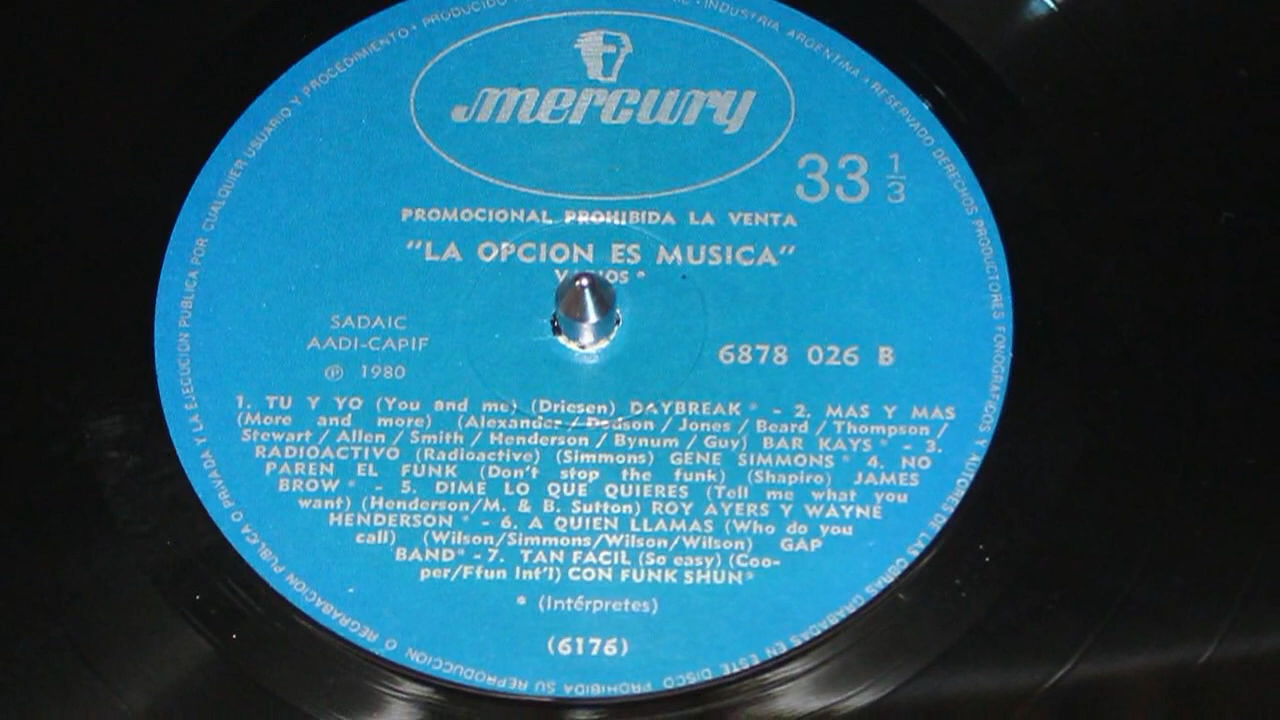 mercury
33 1/3
PROMOCIONAL PROHIBIDA LA VENTA
"LA OPCION ES MUSICA"
SADAIC
AADI-CAPIF
℗ 1980
6878 026 B
1. TU Y YO (You and me) (Driesen) DAYBREAK * - 2. MAS Y MAS
(More and more) (Alexander / Dodson / Jones / Beard / Thompson /
Stewart / Allen / Smith / Henderson / Bynum / Guy) BAR KAYS * - 3.
RADIOACTIVO (Radioactive) (Simmons) GENE SIMMONS * 4. NO
PAREN EL FUNK (Don't stop the funk) (Shapiro) JAMES
BROW * - 5. DIME LO QUE QUIERES (Tell me what you
want) (Henderson/M. & B. Sutton) ROY AYERS Y WAYNE
HENDERSON * - 6. A QUIEN LLAMAS (Who do you
call) (Wilson/Simmons/Wilson/Wilson) GAP
BAND* - 7. TAN FACIL (So easy) (Coo-
per/Ffun Int'l) CON FUNK SHUN*
* (Intérpretes)
(6176)
INDUSTRIA ARGENTINA • RESERVADO DERECHOS PRODUCTORES FONOGRAFICOS Y AUTORES DE LAS OBRAS GRABADAS EN ESTE DISCO PROHIBIDA SU REPRODUCCION O REGRABACION PUBLICA O PRIVADA Y LA EJECUCION PUBLICA POR CUALQUIER USUARIO Y PROCEDIMIENTO • PRODUCIDO